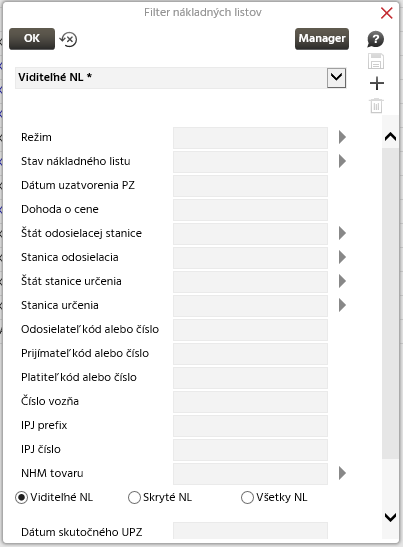 Filter nákladných listov
OK
Manager
?
Viditeľné NL *
Režim
Stav nákladného listu
Dátum uzatvorenia PZ
Dohoda o cene
Štát odosielacej stanice
Stanica odosielacia
Štát stanice určenia
Stanica určenia
Odosielateľ kód alebo číslo
Prijímateľ kód alebo číslo
Platiteľ kód alebo číslo
Číslo vozňa
IPJ prefix
IPJ číslo
NHM tovaru
Viditeľné NL Skryté NL Všetky NL
Dátum skutočného UPZ